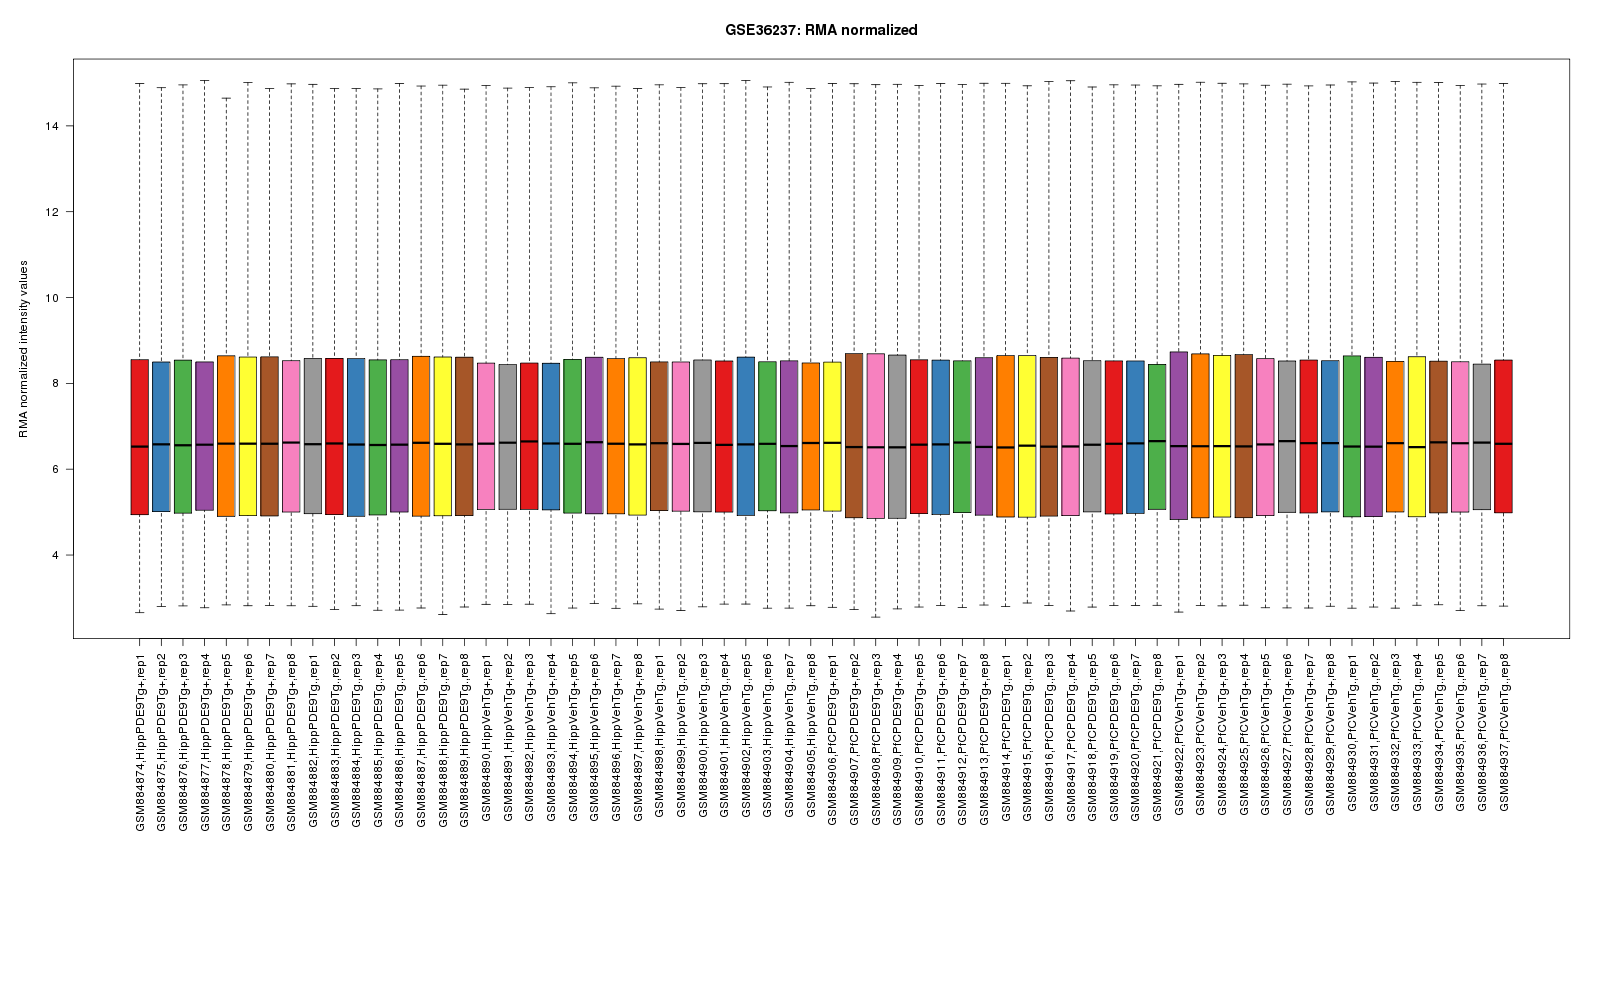 GSE36237: RMA normalized
RMA normalized intensity values
14
12
10
8
6
4
GSM884874,HippPDE9Tg+,rep1
GSM884875,HippPDE9Tg+,rep2
GSM884876,HippPDE9Tg+,rep3
GSM884877,HippPDE9Tg+,rep4
GSM884878,HippPDE9Tg+,rep5
GSM884879,HippPDE9Tg+,rep6
GSM884880,HippPDE9Tg+,rep7
GSM884881,HippPDE9Tg+,rep8
GSM884882,HippPDE9Tg,,rep1
GSM884883,HippPDE9Tg,,rep2
GSM884884,HippPDE9Tg,,rep3
GSM884885,HippPDE9Tg,,rep4
GSM884886,HippPDE9Tg,,rep5
GSM884887,HippPDE9Tg,,rep6
GSM884888,HippPDE9Tg,,rep7
GSM884889,HippPDE9Tg,,rep8
GSM884890,HippVehTg+,rep1
GSM884891,HippVehTg+,rep2
GSM884892,HippVehTg+,rep3
GSM884893,HippVehTg+,rep4
GSM884894,HippVehTg+,rep5
GSM884895,HippVehTg+,rep6
GSM884896,HippVehTg+,rep7
GSM884897,HippVehTg+,rep8
GSM884898,HippVehTg,,rep1
GSM884899,HippVehTg,,rep2
GSM884900,HippVehTg,,rep3
GSM884901,HippVehTg,,rep4
GSM884902,HippVehTg,,rep5
GSM884903,HippVehTg,,rep6
GSM884904,HippVehTg,,rep7
GSM884905,HippVehTg,,rep8
GSM884906,PfCPDE9Tg+,rep1
GSM884907,PfCPDE9Tg+,rep2
GSM884908,PfCPDE9Tg+,rep3
GSM884909,PfCPDE9Tg+,rep4
GSM884910,PfCPDE9Tg+,rep5
GSM884911,PfCPDE9Tg+,rep6
GSM884912,PfCPDE9Tg+,rep7
GSM884913,PfCPDE9Tg+,rep8
GSM884914,PfCPDE9Tg,,rep1
GSM884915,PfCPDE9Tg,,rep2
GSM884916,PfCPDE9Tg,,rep3
GSM884917,PfCPDE9Tg,,rep4
GSM884918,PfCPDE9Tg,,rep5
GSM884919,PfCPDE9Tg,,rep6
GSM884920,PfCPDE9Tg,,rep7
GSM884921,PfCPDE9Tg,,rep8
GSM884922,PfCVehTg+,rep1
GSM884923,PfCVehTg+,rep2
GSM884924,PfCVehTg+,rep3
GSM884925,PfCVehTg+,rep4
GSM884926,PfCVehTg+,rep5
GSM884927,PfCVehTg+,rep6
GSM884928,PfCVehTg+,rep7
GSM884929,PfCVehTg+,rep8
GSM884930,PfCVehTg,,rep1
GSM884931,PfCVehTg,,rep2
GSM884932,PfCVehTg,,rep3
GSM884933,PfCVehTg,,rep4
GSM884934,PfCVehTg,,rep5
GSM884935,PfCVehTg,,rep6
GSM884936,PfCVehTg,,rep7
GSM884937,PfCVehTg,,rep8